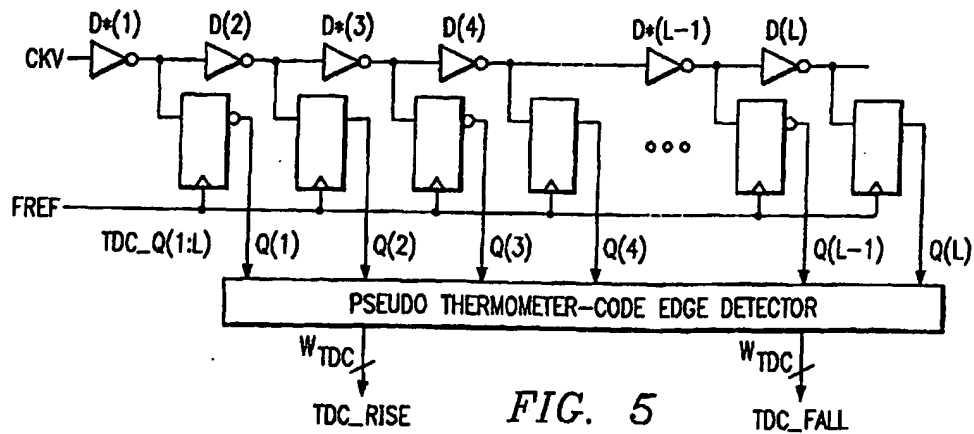 D*(1) D(2) D*(3) D(4) D*(L-1) D(L)
CKV
FREF
TDC_Q(1:L) Q(1) Q(2) Q(3) Q(4) Q(L-1) Q(L)
PSEUDO THERMOMETER-CODE EDGE DETECTOR
WTDC WTDC
TDC_RISE FIG. 5 TDC_FALL